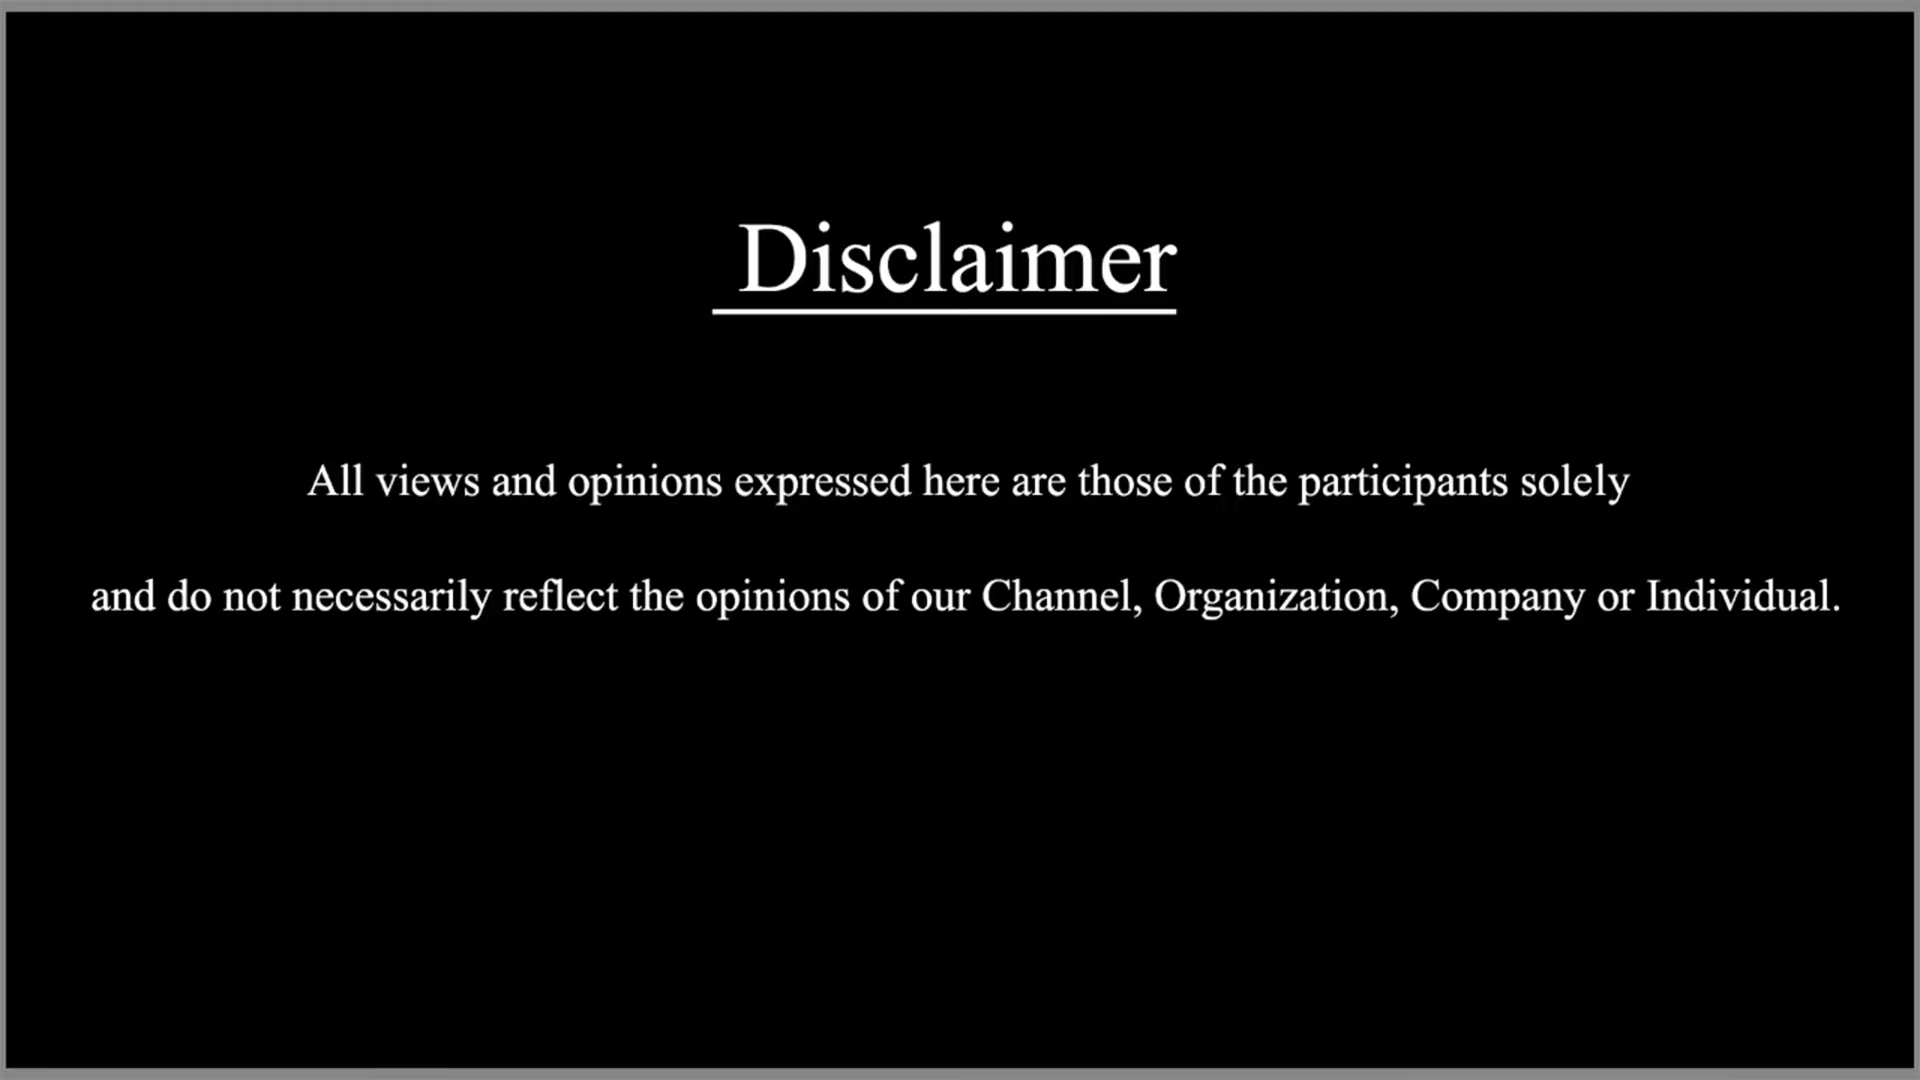 Disclaimer
All views and opinions expressed here are those of the participants solely
and do not necessarily reflect the opinions of our Channel, Organization, Company or Individual.